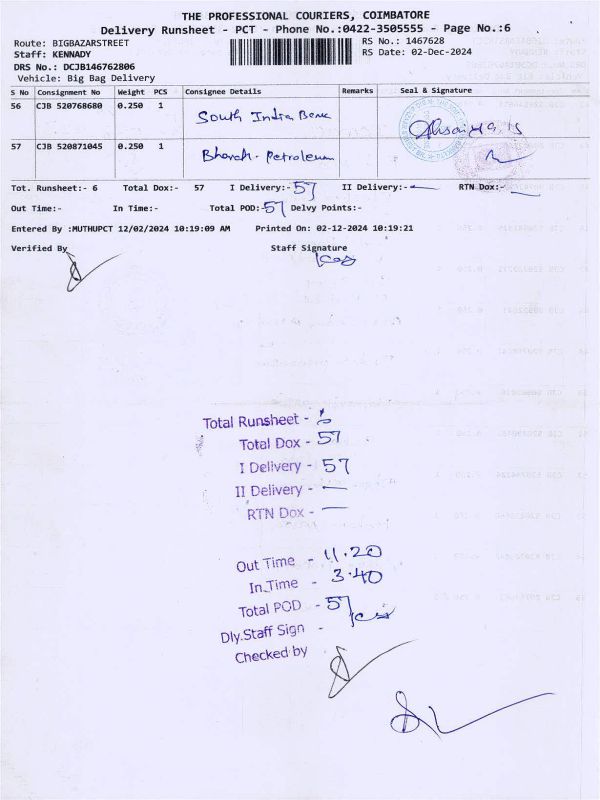 THE PROFESSIONAL COURIERS, COIMBATORE
Delivery Runsheet - PCT - Phone No.:0422-3505555 - Page No.:6
Route: BIGBAZARSTREET
Staff: KENNADY
DRS No.: DCJB146762806
Vehicle: Big Bag Delivery
RS No.: 1467628
RS Date: 02-Dec-2024
S No Consignment No Weight PCS Consignee Details Remarks Seal & Signature
56 CJB 520768680 0.250 1 South India Bank
57 CJB 520871045 0.250 1 Bharath. Petroleum
Tot. Runsheet:- 6 Total Dox:- 57 I Delivery:- 57 II Delivery:- — RTN Dox:- —
Out Time:- In Time:- Total POD:- 57 Delvy Points:-
Entered By :MUTHUPCT 12/02/2024 10:19:09 AM Printed On: 02-12-2024 10:19:21
Verified By Staff Signature
Total Runsheet - 6
Total Dox - 57
I Delivery - 57
II Delivery - —
RTN Dox - —
Out Time - 11.20
In Time - 3.40
Total POD - 57
Dly.Staff Sign -
Checked by